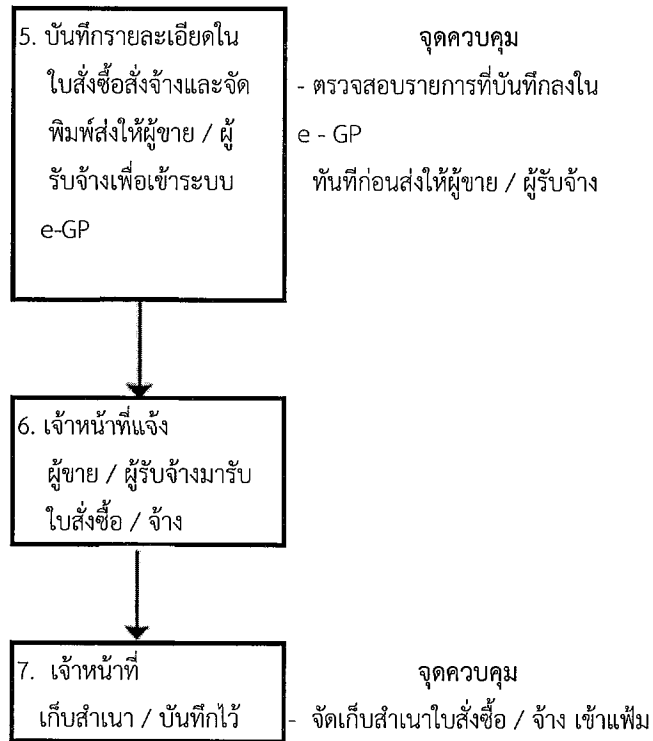 5. บันทึกรายละเอียดใน
ใบสั่งซื้อสั่งจ้างและจัด
พิมพ์ส่งให้ผู้ขาย / ผู้
รับจ้างเพื่อเข้าระบบ
e-GP
จุดควบคุม
- ตรวจสอบรายการที่บันทึกลงใน
e - GP
ทันทีก่อนส่งให้ผู้ขาย / ผู้รับจ้าง
6. เจ้าหน้าที่แจ้ง
ผู้ขาย / ผู้รับจ้างมารับ
ใบสั่งซื้อ / จ้าง
7. เจ้าหน้าที่
เก็บสำเนา / บันทึกไว้
จุดควบคุม
- จัดเก็บสำเนาใบสั่งซื้อ / จ้าง เข้าแฟ้ม